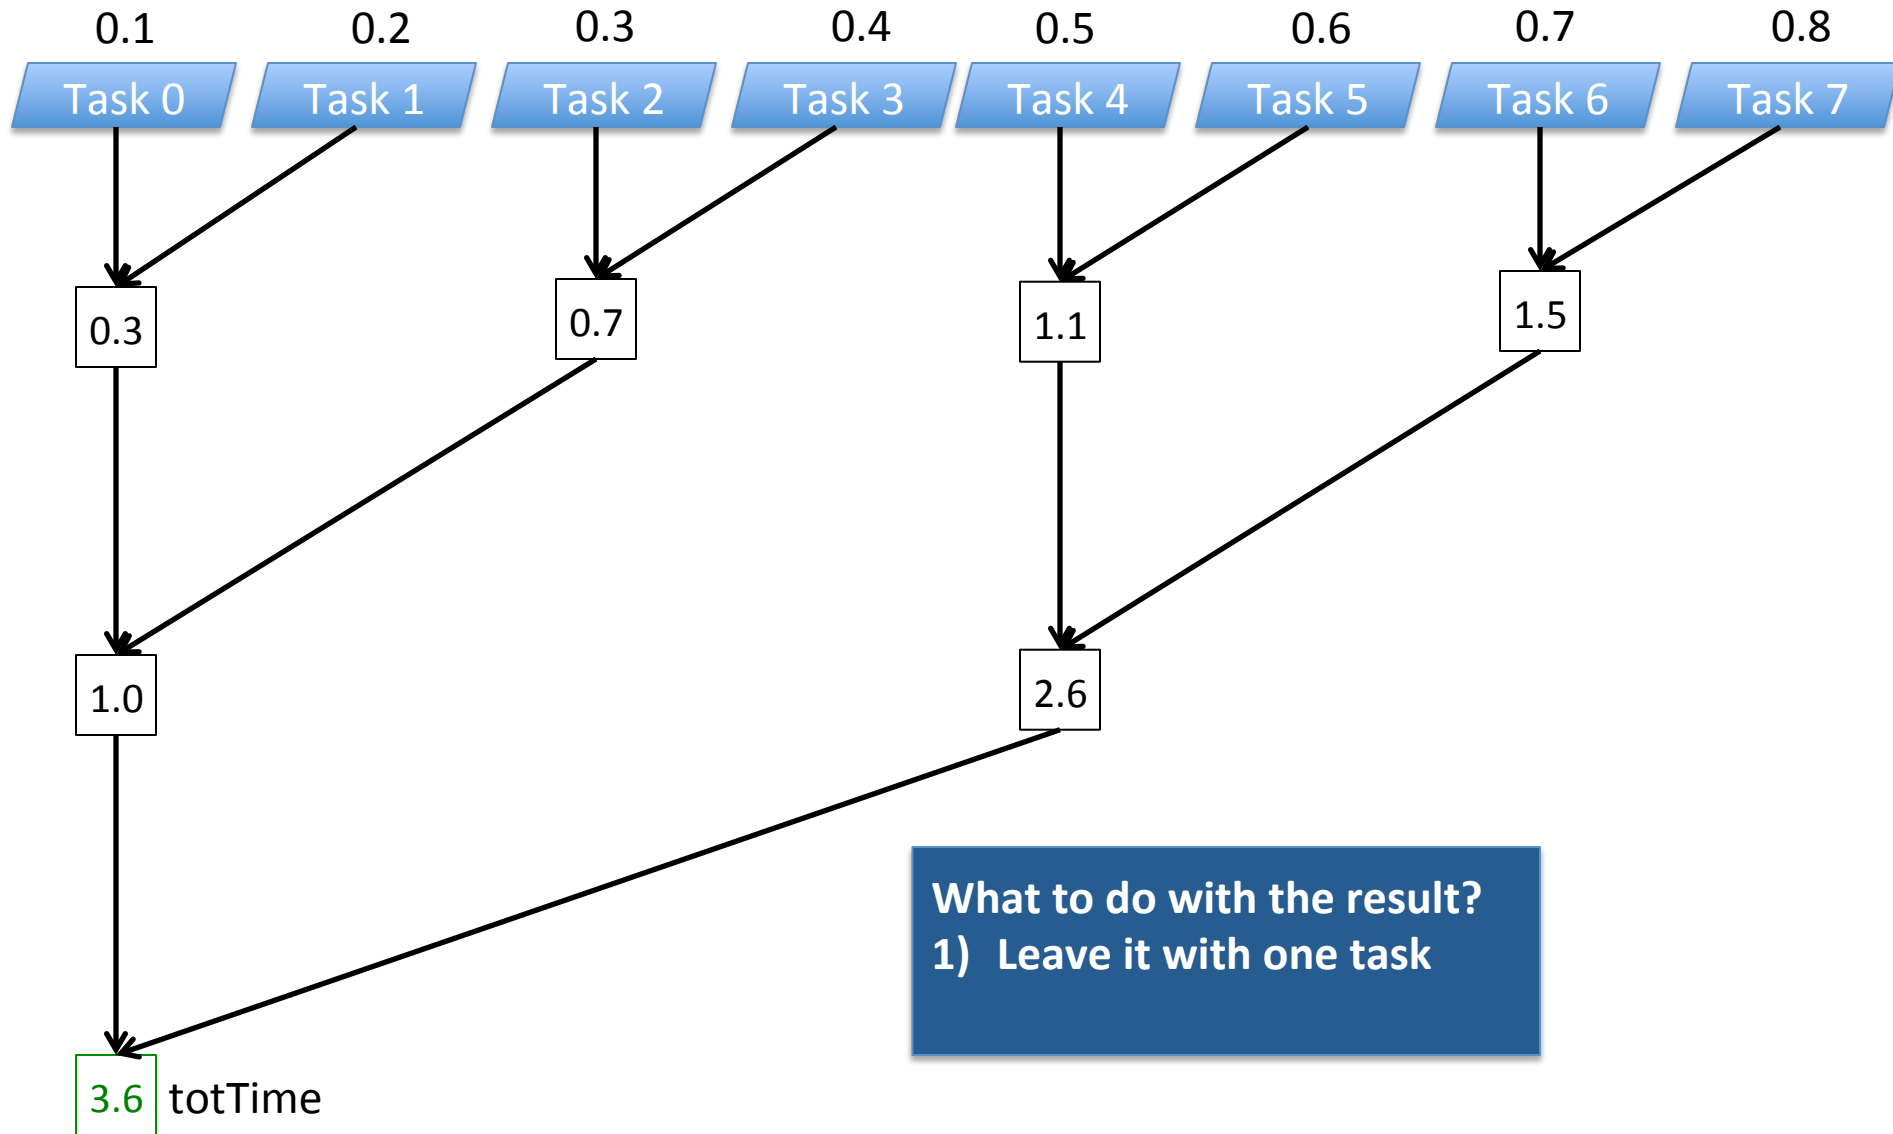 0.1 0.2 0.3 0.4 0.5 0.6 0.7 0.8
Task 0 Task 1 Task 2 Task 3 Task 4 Task 5 Task 6 Task 7
0.3 0.7 1.1 1.5
1.0 2.6
What to do with the result?
1) Leave it with one task
3.6 totTime